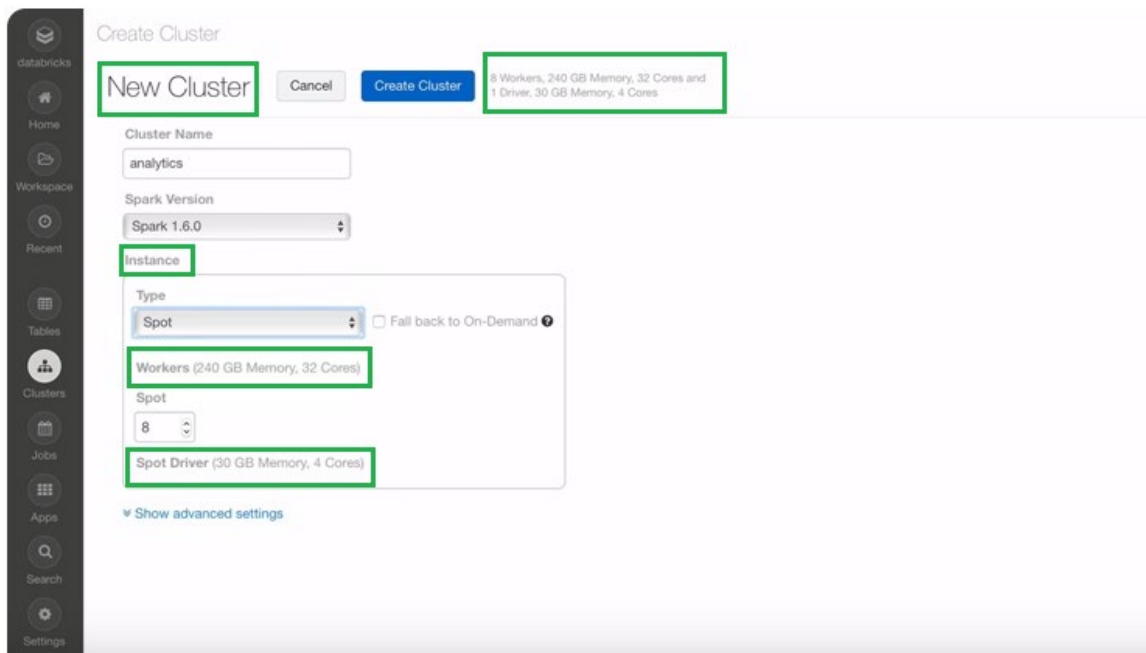 databricks
Home
Workspace
Recent
Tables
Clusters
Jobs
Apps
Search
Settings
Create Cluster
New Cluster
Cancel
Create Cluster
8 Workers, 240 GB Memory, 32 Cores and
1 Driver, 30 GB Memory, 4 Cores
Cluster Name
analytics
Spark Version
Spark 1.6.0
Instance
Type
Spot
Fall back to On-Demand ?
Workers (240 GB Memory, 32 Cores)
Spot
8
Spot Driver (30 GB Memory, 4 Cores)
Show advanced settings